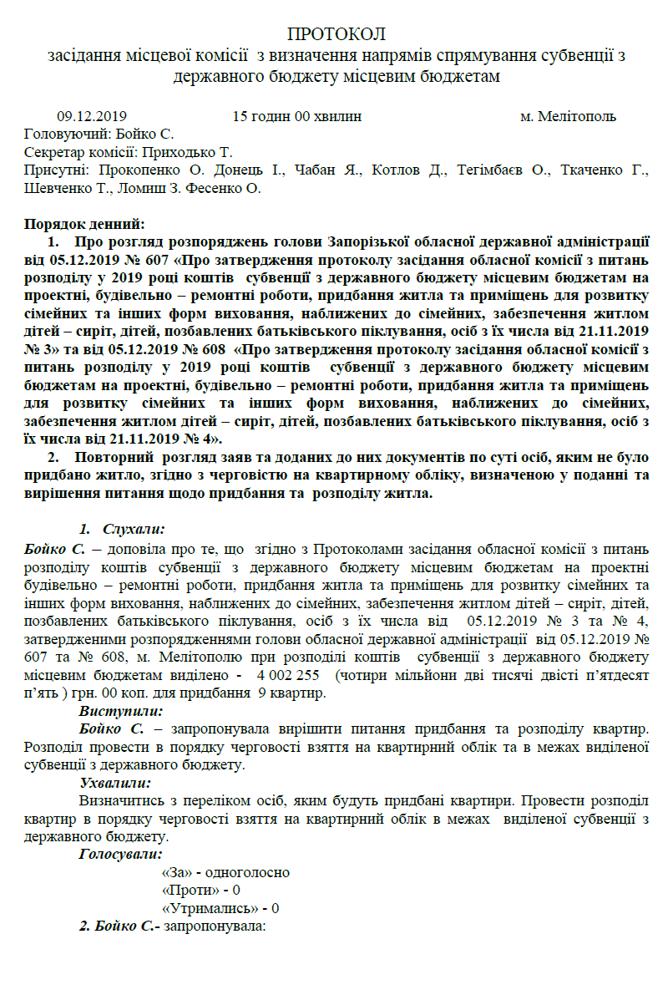 ПРОТОКОЛ
засідання місцевої комісії з визначення напрямів спрямування субвенції з
державного бюджету місцевим бюджетам
09.12.2019 15 годин 00 хвилин м. Мелітополь
Головуючий: Бойко С.
Секретар комісії: Приходько Т.
Присутні: Прокопенко О. Донець І., Чабан Я., Котлов Д., Тегімбаєв О., Ткаченко Г.,
Шевченко Т., Ломиш З. Фесенко О.
Порядок денний:
1. Про розгляд розпоряджень голови Запорізької обласної державної адміністрації
від 05.12.2019 № 607 «Про затвердження протоколу засідання обласної комісії з питань
розподілу у 2019 році коштів субвенції з державного бюджету місцевим бюджетам на
проектні, будівельно – ремонтні роботи, придбання житла та приміщень для розвитку
сімейних та інших форм виховання, наближених до сімейних, забезпечення житлом
дітей – сиріт, дітей, позбавлених батьківського піклування, осіб з їх числа від 21.11.2019
№ 3» та від 05.12.2019 № 608 «Про затвердження протоколу засідання обласної комісії з
питань розподілу у 2019 році коштів субвенції з державного бюджету місцевим
бюджетам на проектні, будівельно – ремонтні роботи, придбання житла та приміщень
для розвитку сімейних та інших форм виховання, наближених до сімейних,
забезпечення житлом дітей – сиріт, дітей, позбавлених батьківського піклування, осіб з
їх числа від 21.11.2019 № 4».
2. Повторний розгляд заяв та доданих до них документів по суті осіб, яким не було
придбано житло, згідно з черговістю на квартирному обліку, визначеною у поданні та
вирішення питання щодо придбання та розподілу житла.
1. Слухали:
Бойко С. – доповіла про те, що згідно з Протоколами засідання обласної комісії з питань
розподілу коштів субвенції з державного бюджету місцевим бюджетам на проектні
будівельно – ремонтні роботи, придбання житла та приміщень для розвитку сімейних та
інших форм виховання, наближених до сімейних, забезпечення житлом дітей – сиріт, дітей,
позбавлених батьківського піклування, осіб з їх числа від 05.12.2019 № 3 та № 4,
затвердженими розпорядженнями голови обласної державної адміністрації від 05.12.2019 №
607 та № 608, м. Мелітополю при розподілі коштів субвенції з державного бюджету
місцевим бюджетам виділено - 4 002 255 (чотири мільйони дві тисячі двісті п’ятдесят
п’ять ) грн. 00 коп. для придбання 9 квартир.
Виступили:
Бойко С. – запропонувала вирішити питання придбання та розподілу квартир.
Розподіл провести в порядку черговості взяття на квартирний облік та в межах виділеної
субвенції з державного бюджету.
Ухвалили:
Визначитись з переліком осіб, яким будуть придбані квартири. Провести розподіл
квартир в порядку черговості взяття на квартирний облік в межах виділеної субвенції з
державного бюджету.
Голосували:
«За» - одноголосно
«Проти» - 0
«Утримались» - 0
2. Бойко С.- запропонувала: